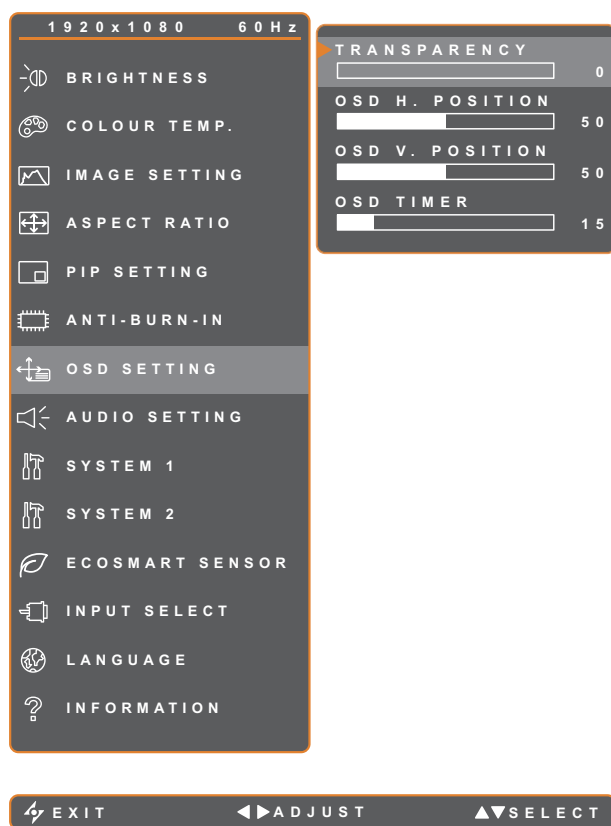 1920x1080 60Hz
BRIGHTNESS
COLOUR TEMP.
IMAGE SETTING
ASPECT RATIO
PIP SETTING
ANTI-BURN-IN
OSD SETTING
AUDIO SETTING
SYSTEM 1
SYSTEM 2
ECOSMART SENSOR
INPUT SELECT
LANGUAGE
INFORMATION
TRANSPARENCY
0
OSD H. POSITION
50
OSD V. POSITION
50
OSD TIMER
15
EXIT ADJUST SELECT